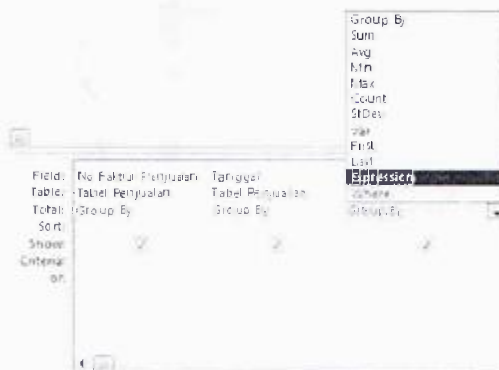 Group By
Sum
Avg
Min
Max
Count
StDev
Var
First
Last
Expression
Where
Field: No Faktur Penjualan Tanggal
Table: Tabel Penjualan Tabel Penjualan
Total: Group By Group By Group By
Sort:
Show:
Criteria:
or: